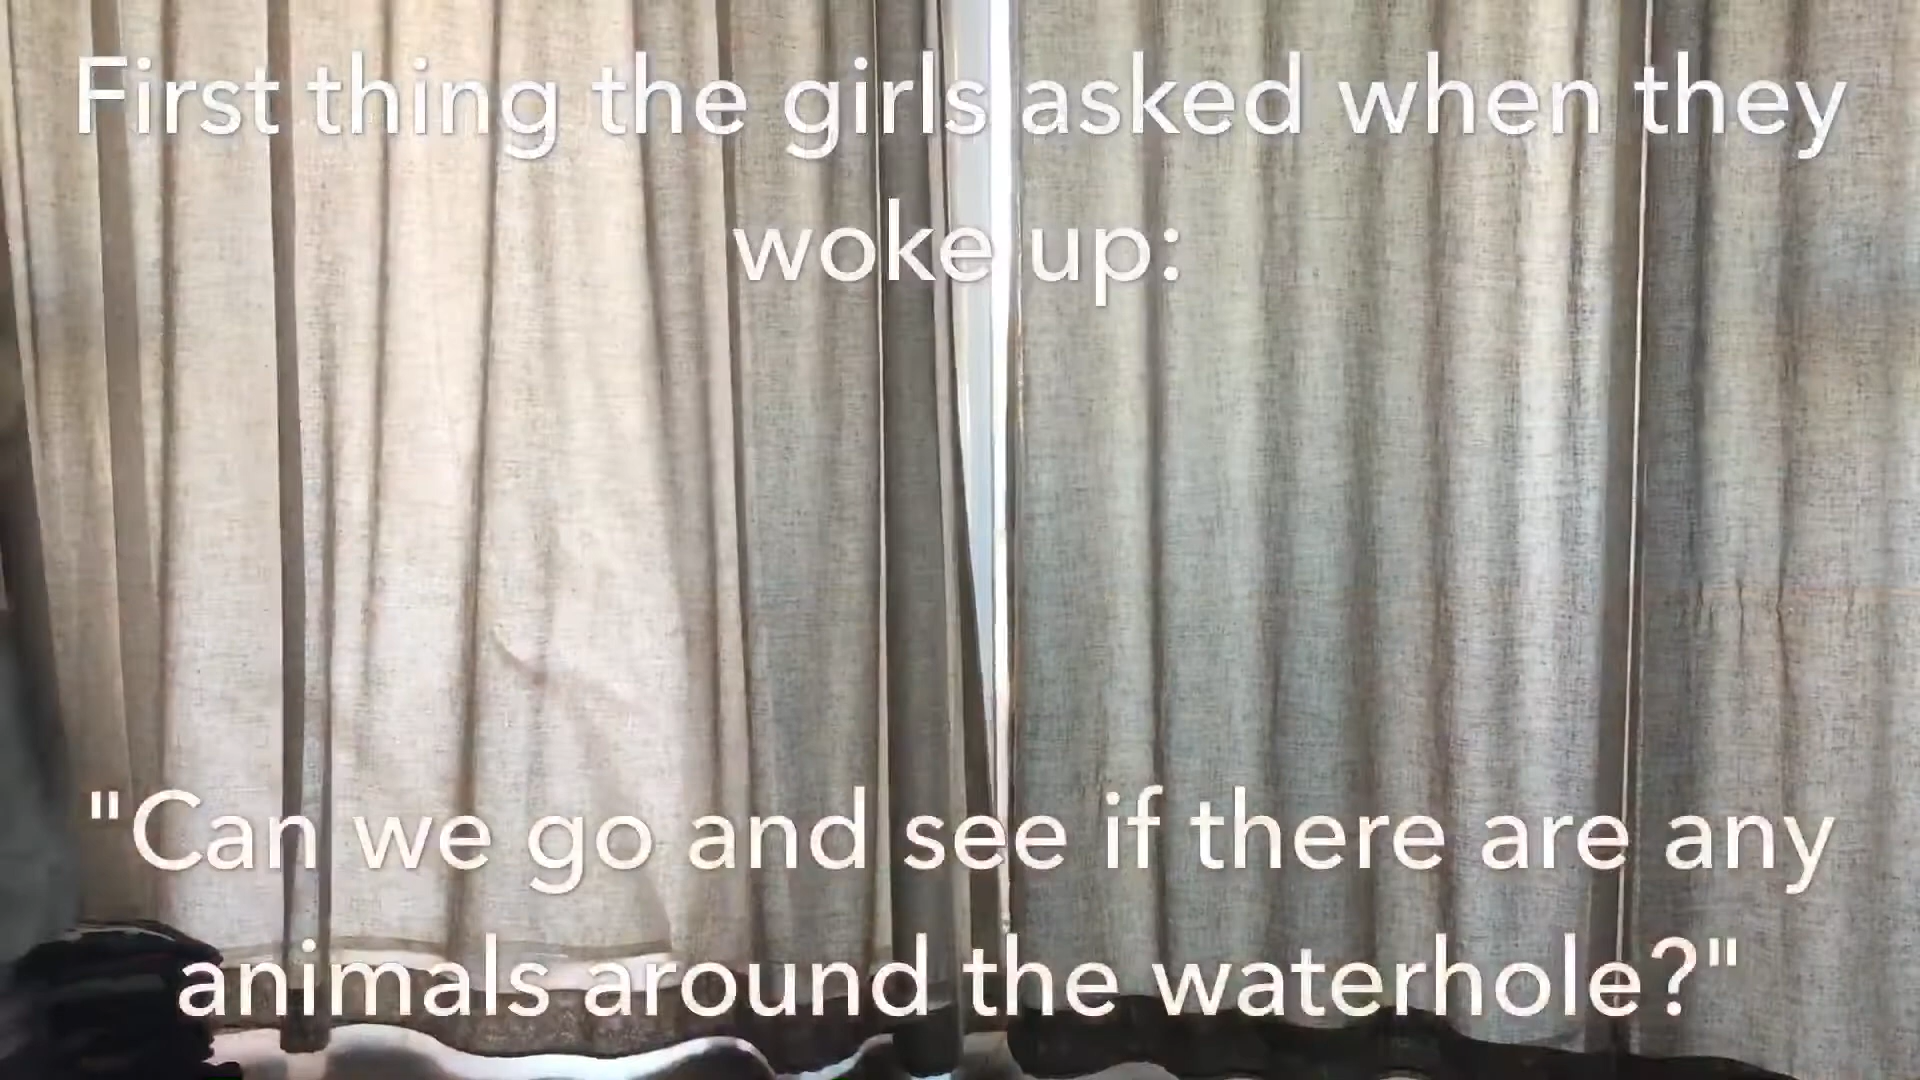 First thing the girls asked when they
woke up:
"Can we go and see if there are any
animals around the waterhole?"